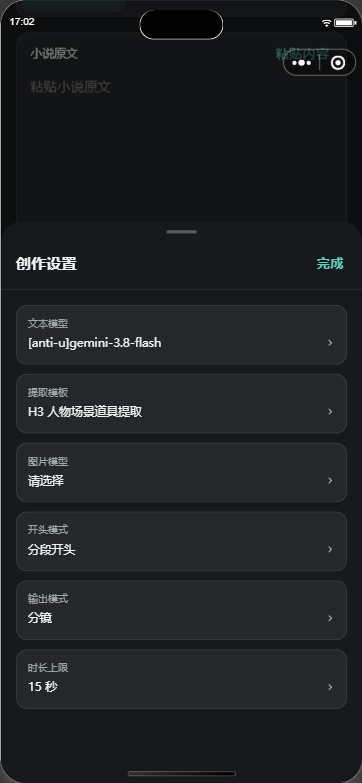 17:02
小说原文
粘贴内容
粘贴小说原文
创作设置
完成
文本模型
[anti-u]gemini-3.8-flash
提取模板
H3 人物场景道具提取
图片模型
请选择
开头模式
分段开头
输出模式
分镜
时长上限
15 秒